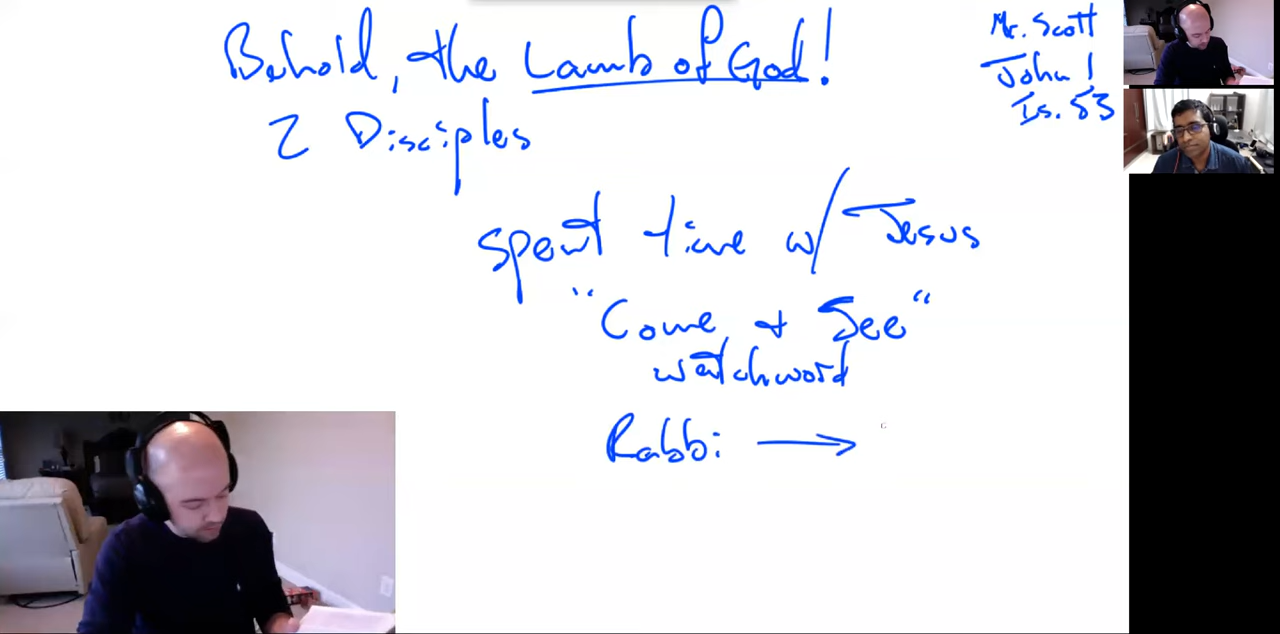 Behold, the Lamb of God!
2 Disciples
spent time w/ Jesus
"Come & See"
watchword
Rabbi →
Mr. Scott
John 1
Is. 53